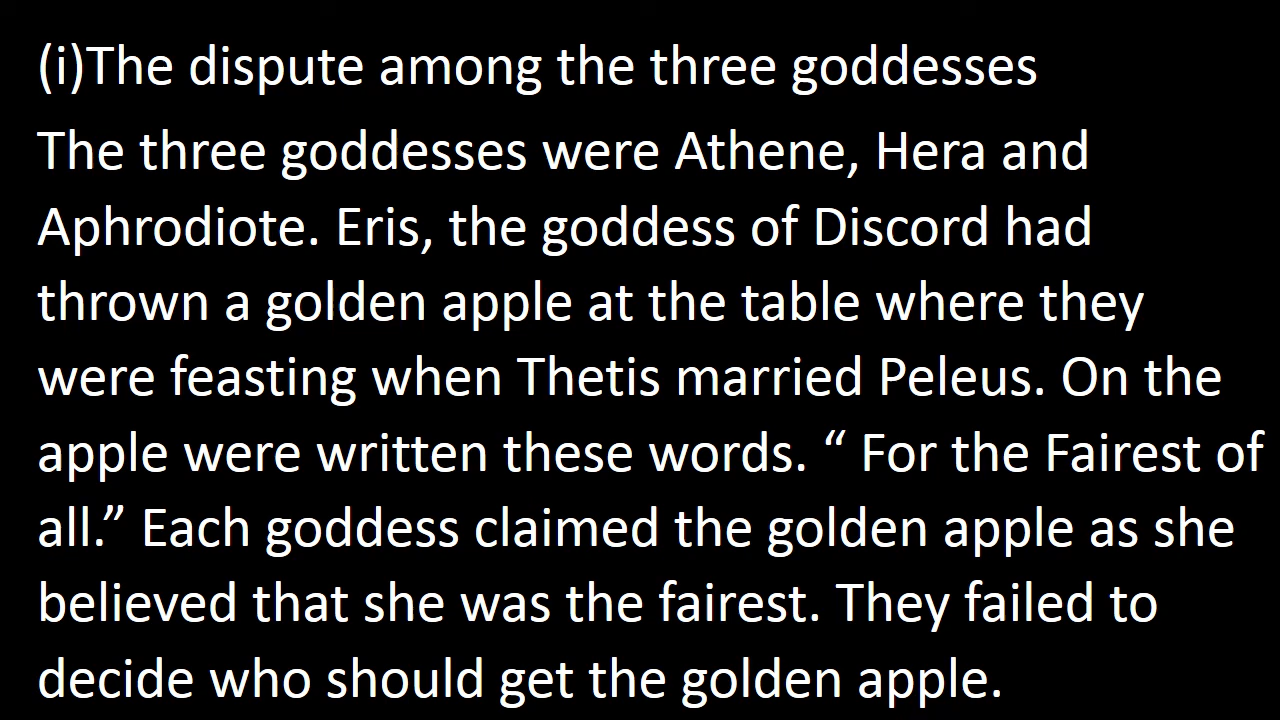 (i)The dispute among the three goddesses
The three goddesses were Athene, Hera and
Aphrodiote. Eris, the goddess of Discord had
thrown a golden apple at the table where they
were feasting when Thetis married Peleus. On the
apple were written these words. “ For the Fairest of
all.” Each goddess claimed the golden apple as she
believed that she was the fairest. They failed to
decide who should get the golden apple.